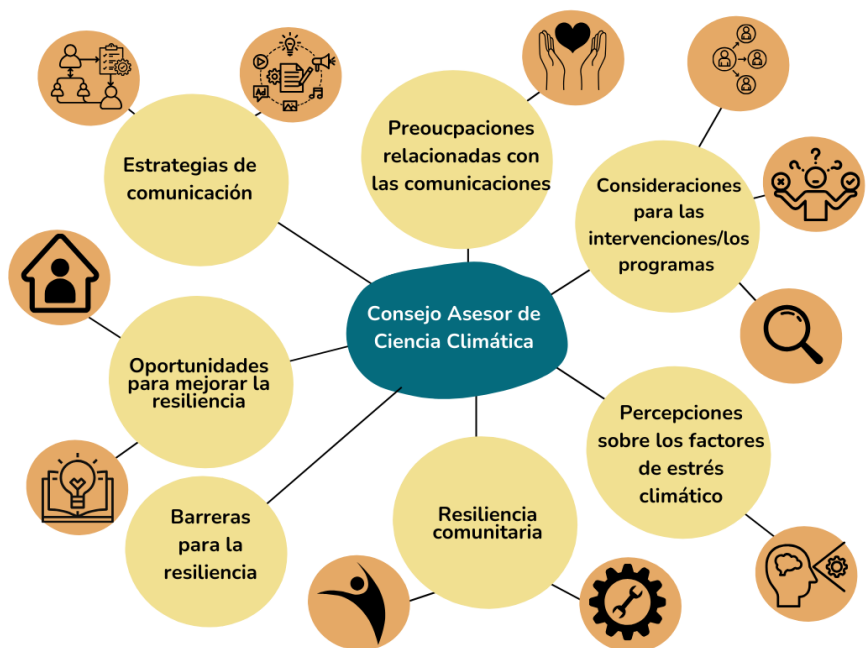 Estrategias de
comunicación
Preoucpaciones
relacionadas con
las comunicaciones
Consideraciones
para las
intervenciones/los
programas
Consejo Asesor de
Ciencia Climática
Oportunidades
para mejorar la
resiliencia
Percepciones
sobre los factores
de estrés
climático
Barreras
para la
resiliencia
Resiliencia
comunitaria
Ad